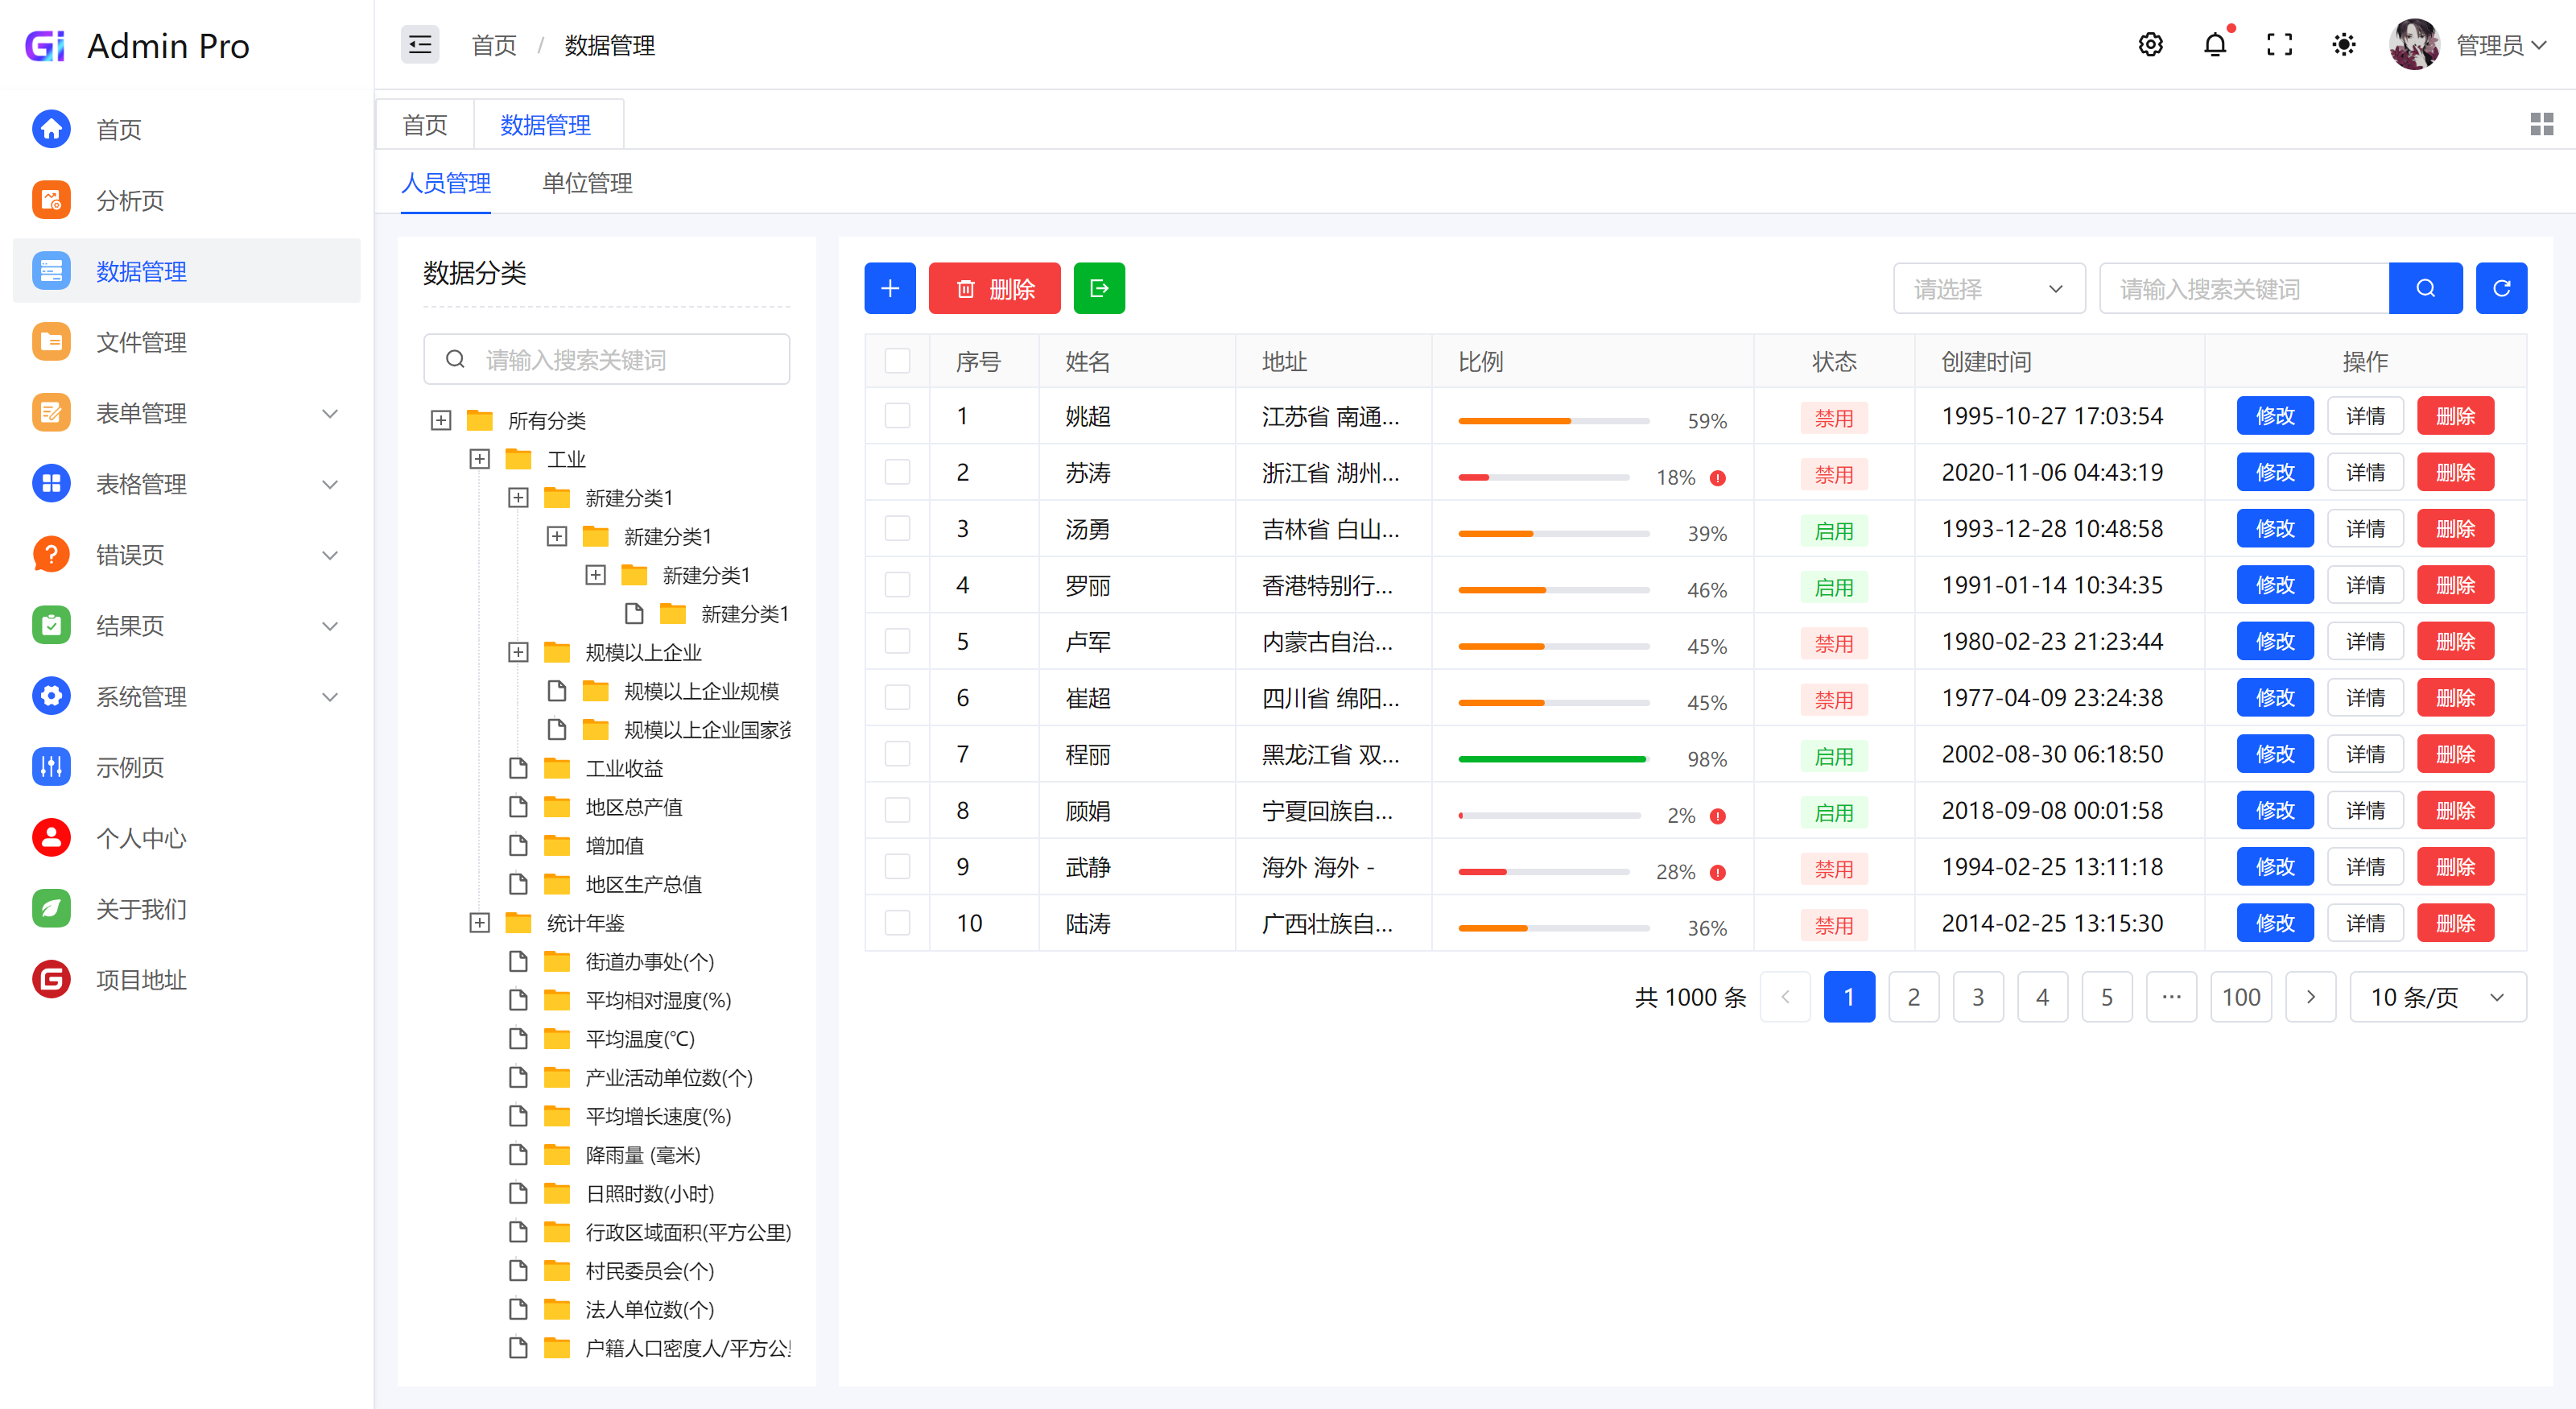 Gi Admin Pro
首页 / 数据管理
管理员
首页
分析页
数据管理
文件管理
表单管理
表格管理
错误页
结果页
系统管理
示例页
个人中心
关于我们
项目地址
首页 数据管理
人员管理 单位管理
数据分类
请输入搜索关键词
所有分类
工业
新建分类1
新建分类1
新建分类1
新建分类1
规模以上企业
规模以上企业规模
规模以上企业国家
工业收益
地区总产值
增加值
地区生产总值
统计年鉴
街道办事处(个)
平均相对湿度(%)
平均温度(℃)
产业活动单位数(个)
平均增长速度(%)
降雨量 (毫米)
日照时数(小时)
行政区域面积(平方公里)
村民委员会(个)
法人单位数(个)
户籍人口密度人/平方公
删除 请选择 请输入搜索关键词
序号 姓名 地址 比例 状态 创建时间 操作
1 姚超 江苏省 南通... 59% 禁用 1995-10-27 17:03:54 修改 详情 删除
2 苏涛 浙江省 湖州... 18% 禁用 2020-11-06 04:43:19 修改 详情 删除
3 汤勇 吉林省 白山... 39% 启用 1993-12-28 10:48:58 修改 详情 删除
4 罗丽 香港特别行... 46% 启用 1991-01-14 10:34:35 修改 详情 删除
5 卢军 内蒙古自治... 45% 禁用 1980-02-23 21:23:44 修改 详情 删除
6 崔超 四川省 绵阳... 45% 禁用 1977-04-09 23:24:38 修改 详情 删除
7 程丽 黑龙江省 双... 98% 启用 2002-08-30 06:18:50 修改 详情 删除
8 顾娟 宁夏回族自... 2% 启用 2018-09-08 00:01:58 修改 详情 删除
9 武静 海外 海外 - 28% 禁用 1994-02-25 13:11:18 修改 详情 删除
10 陆涛 广西壮族自... 36% 禁用 2014-02-25 13:15:30 修改 详情 删除
共 1000 条 1 2 3 4 5 ... 100 10 条/页